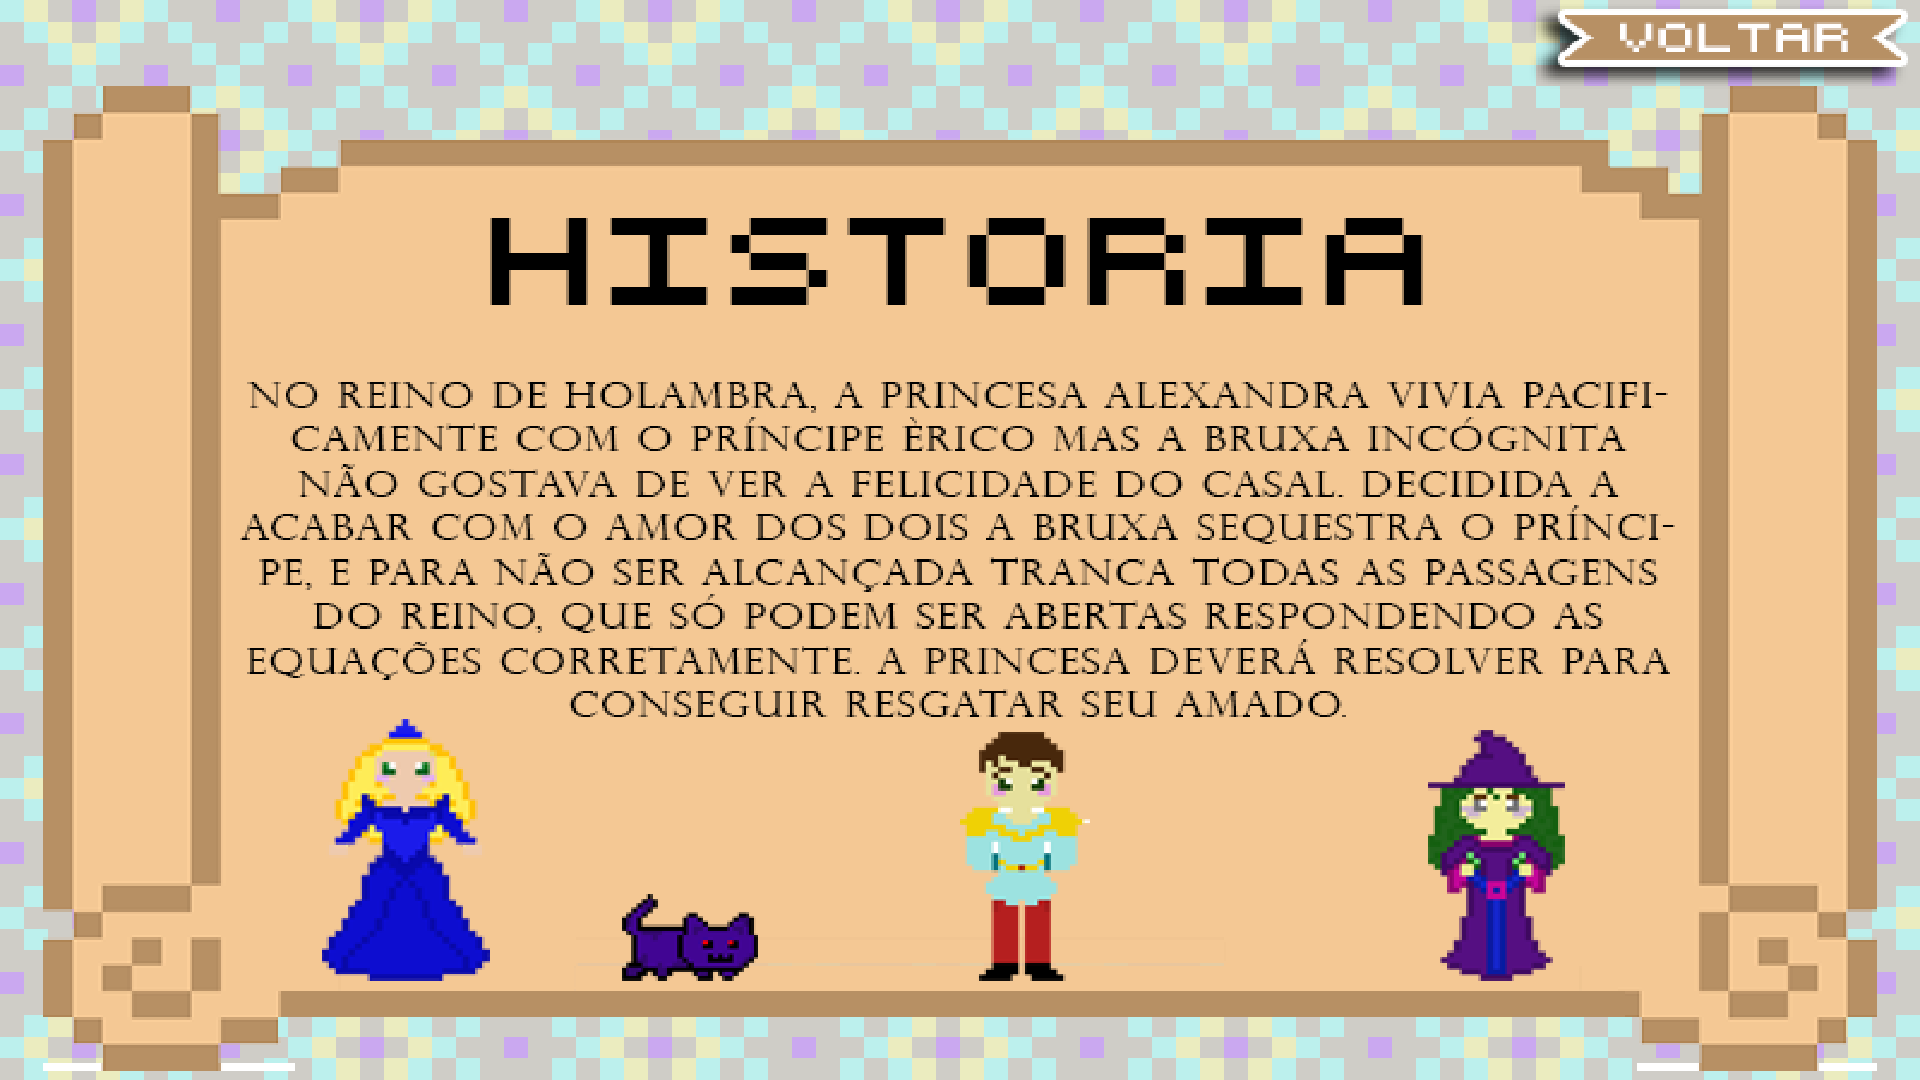 VOLTAR
HISTORIA
NO REINO DE HOLAMBRA, A PRINCESA ALEXANDRA VIVIA PACIFI-
CAMENTE COM O PRÍNCIPE ÈRICO MAS A BRUXA INCÓGNITA
NÃO GOSTAVA DE VER A FELICIDADE DO CASAL. DECIDIDA A
ACABAR COM O AMOR DOS DOIS A BRUXA SEQUESTRA O PRÍNCI-
PE, E PARA NÃO SER ALCANÇADA TRANCA TODAS AS PASSAGENS
DO REINO, QUE SÓ PODEM SER ABERTAS RESPONDENDO AS
EQUAÇÕES CORRETAMENTE. A PRINCESA DEVERÁ RESOLVER PARA
CONSEGUIR RESGATAR SEU AMADO.